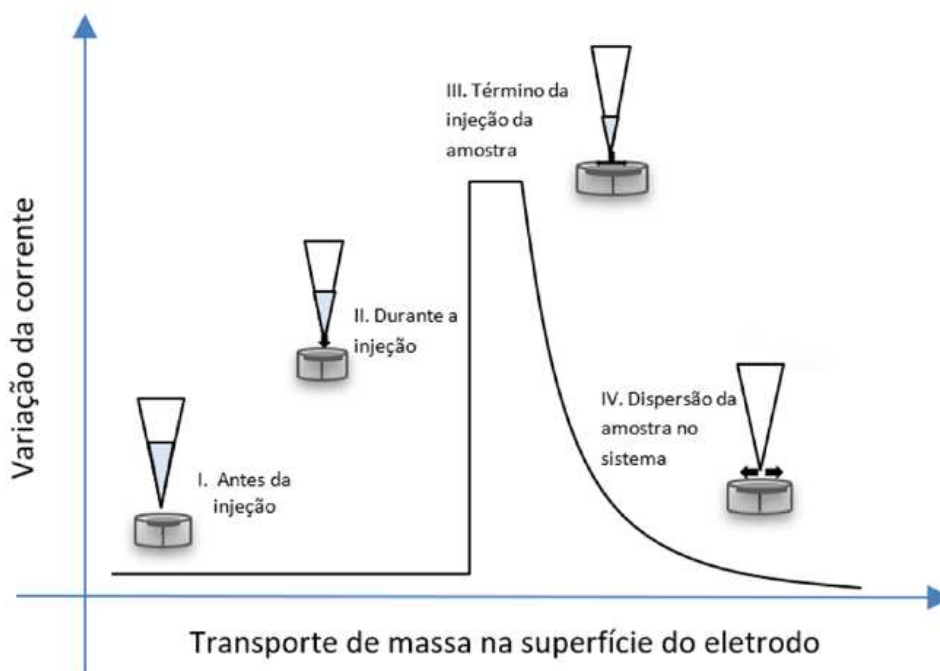 Variação da corrente
III. Término da
injeção da
amostra
II. Durante a
injeção
I. Antes da
injeção
IV. Dispersão da
amostra no
sistema
Transporte de massa na superfície do eletrodo